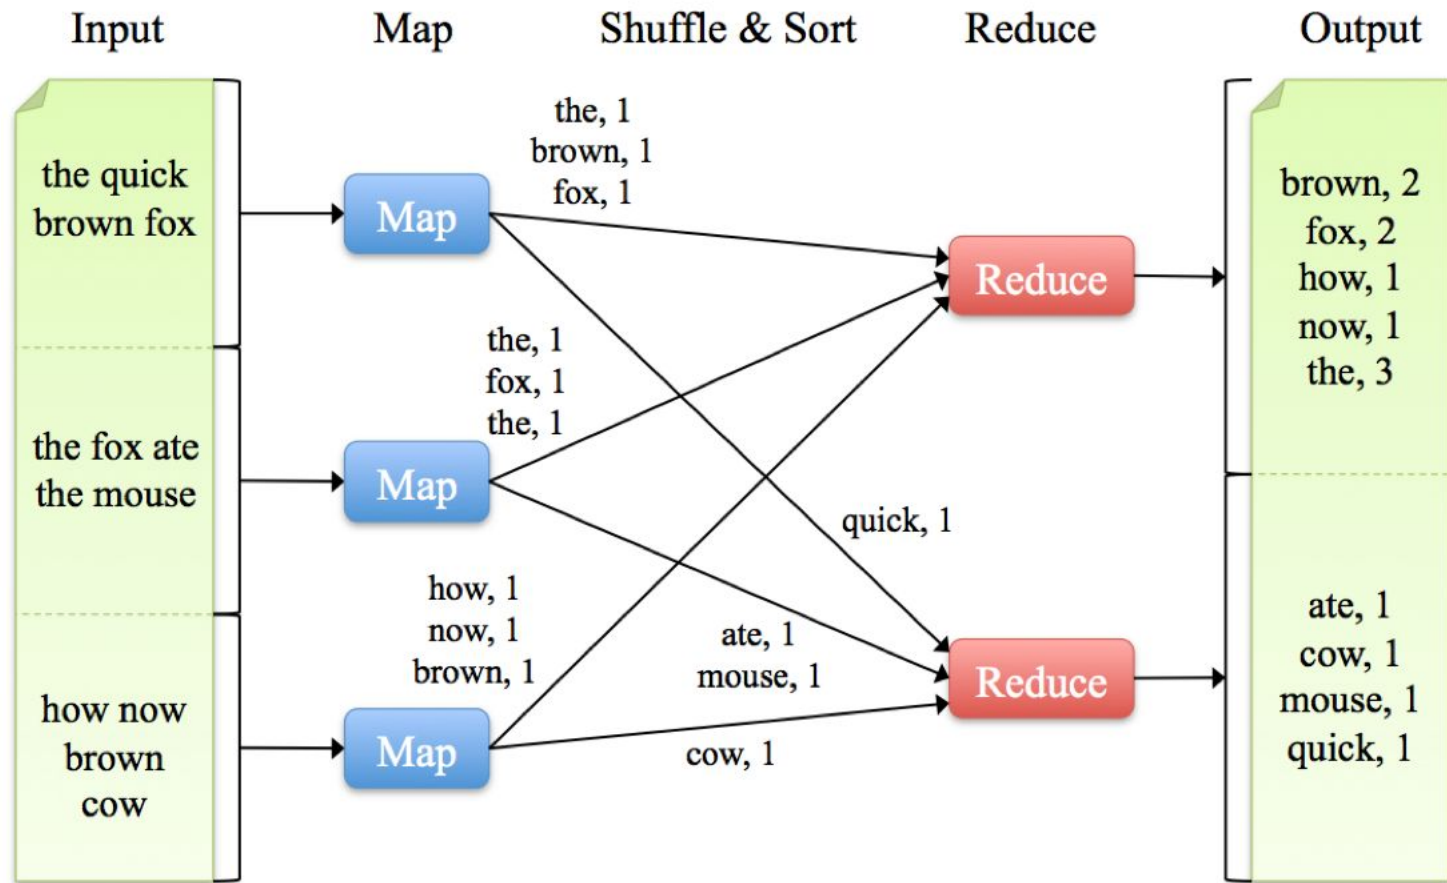 Input
Map
Shuffle & Sort
Reduce
Output
the quick
brown fox
the fox ate
the mouse
how now
brown
cow
Map
Map
Map
the, 1
brown, 1
fox, 1
the, 1
fox, 1
the, 1
how, 1
now, 1
brown, 1
quick, 1
ate, 1
mouse, 1
cow, 1
Reduce
Reduce
brown, 2
fox, 2
how, 1
now, 1
the, 3
ate, 1
cow, 1
mouse, 1
quick, 1